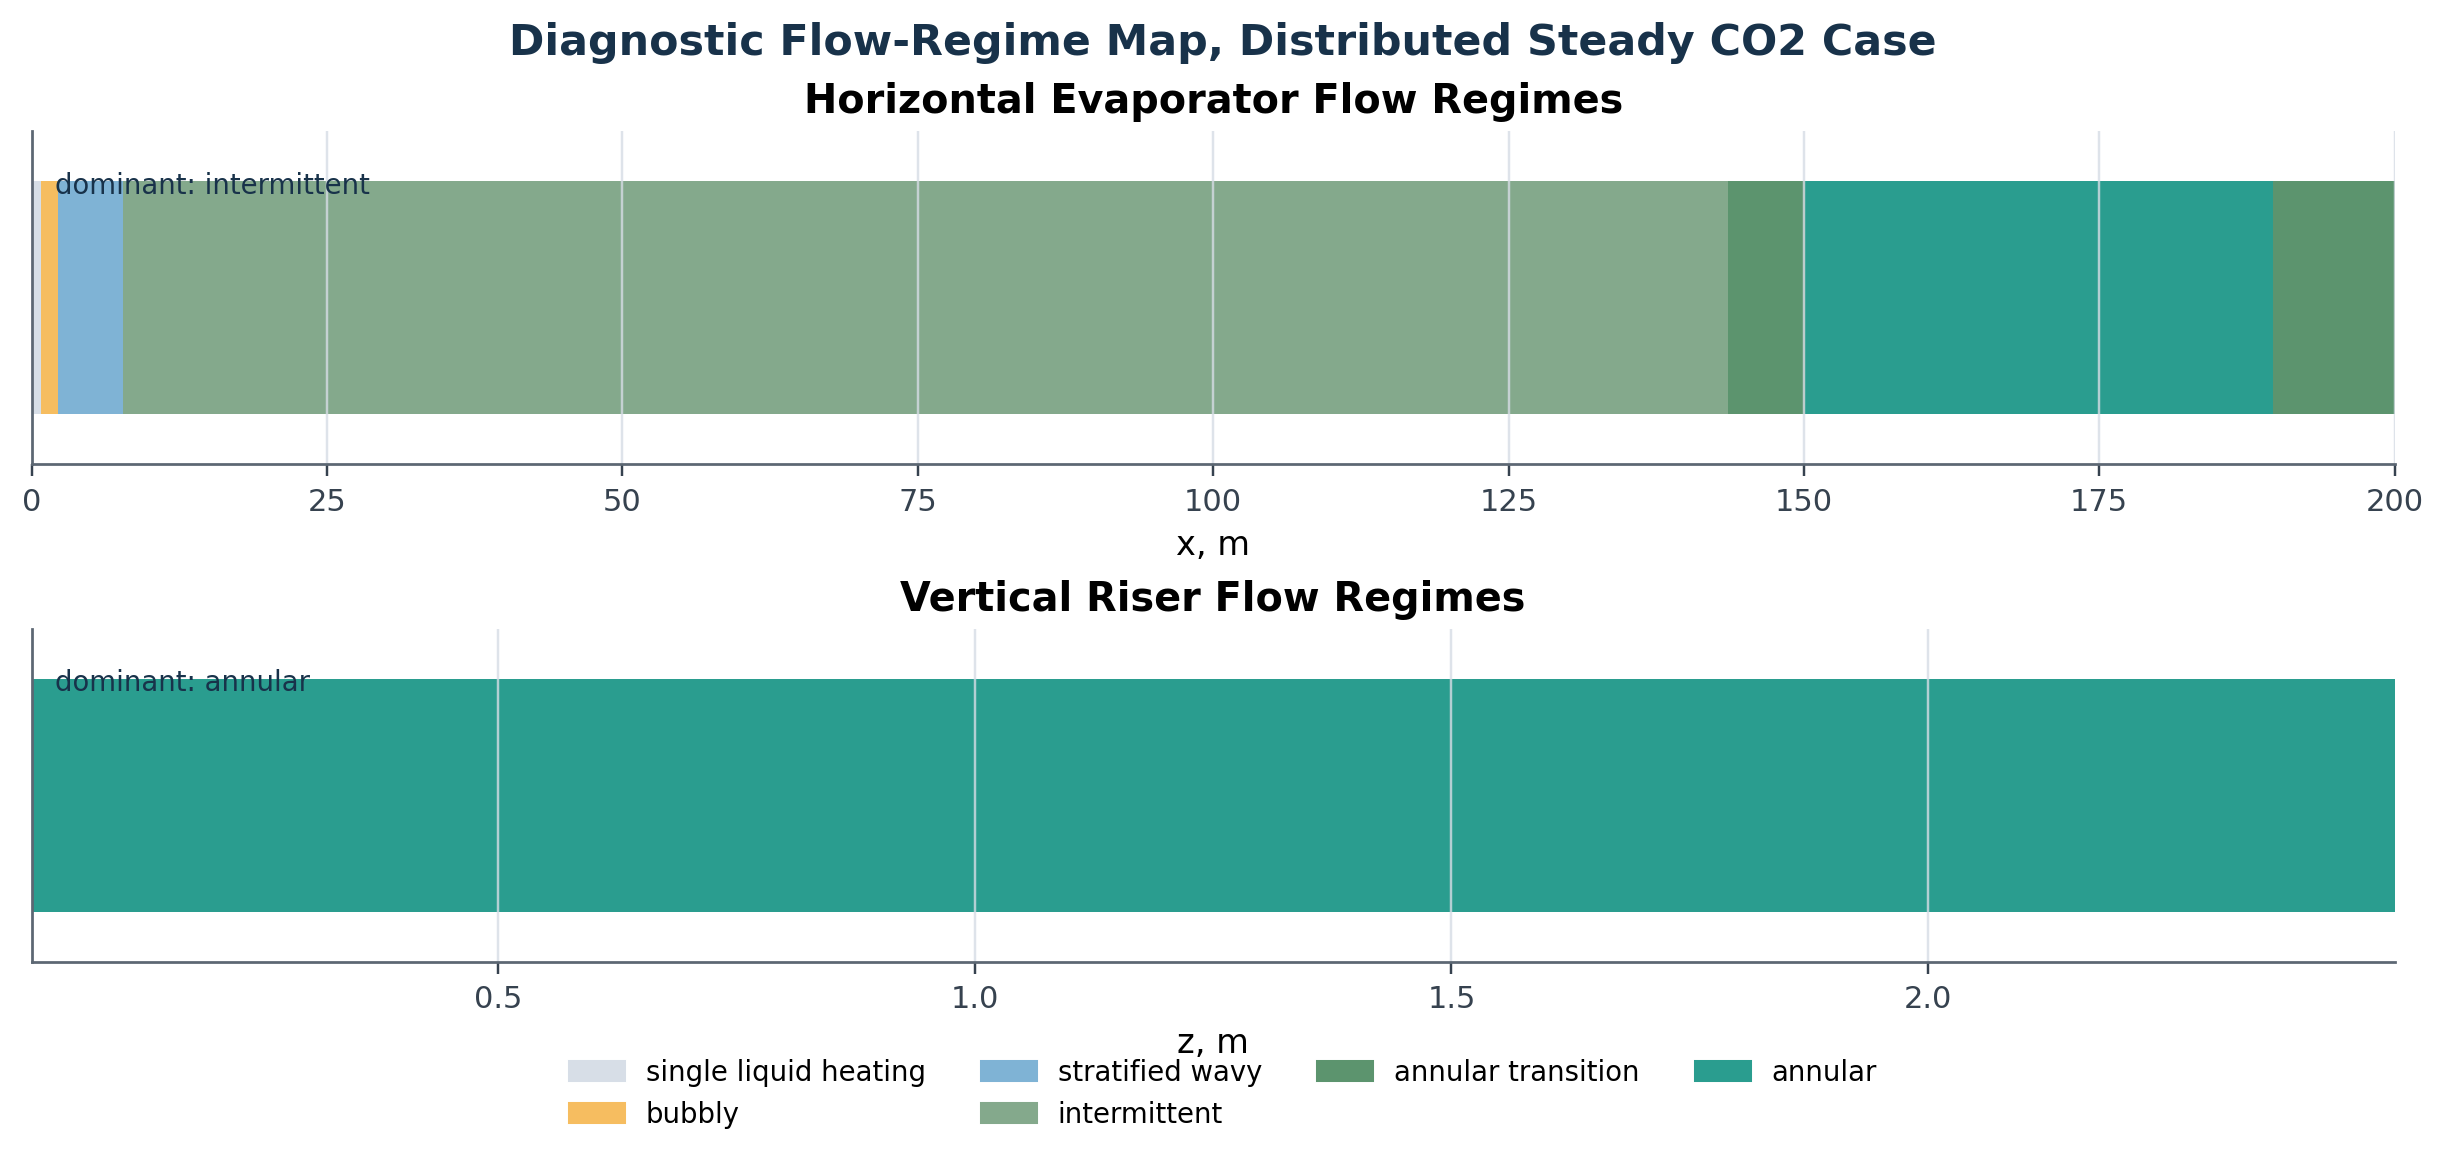 Diagnostic Flow-Regime Map, Distributed Steady CO2 Case
Horizontal Evaporator Flow Regimes
dominant: intermittent
0 25 50 75 100 125 150 175 200
x, m
Vertical Riser Flow Regimes
dominant: annular
0.5 1.0 1.5 2.0
z, m
single liquid heating stratified wavy annular transition annular
bubbly intermittent